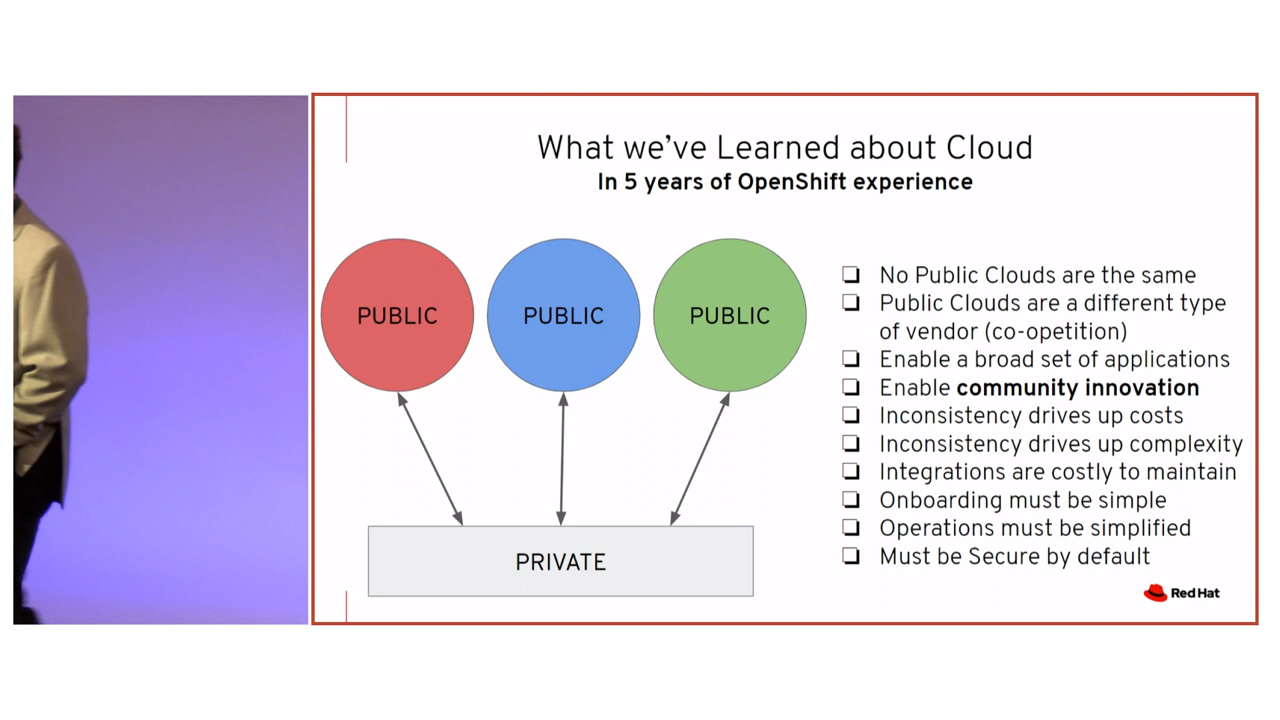 What we've Learned about Cloud
In 5 years of OpenShift experience
PUBLIC
PUBLIC
PUBLIC
PRIVATE
❏ No Public Clouds are the same
❏ Public Clouds are a different type
of vendor (co-opetition)
❏ Enable a broad set of applications
❏ Enable community innovation
❏ Inconsistency drives up costs
❏ Inconsistency drives up complexity
❏ Integrations are costly to maintain
❏ Onboarding must be simple
❏ Operations must be simplified
❏ Must be Secure by default
Red Hat